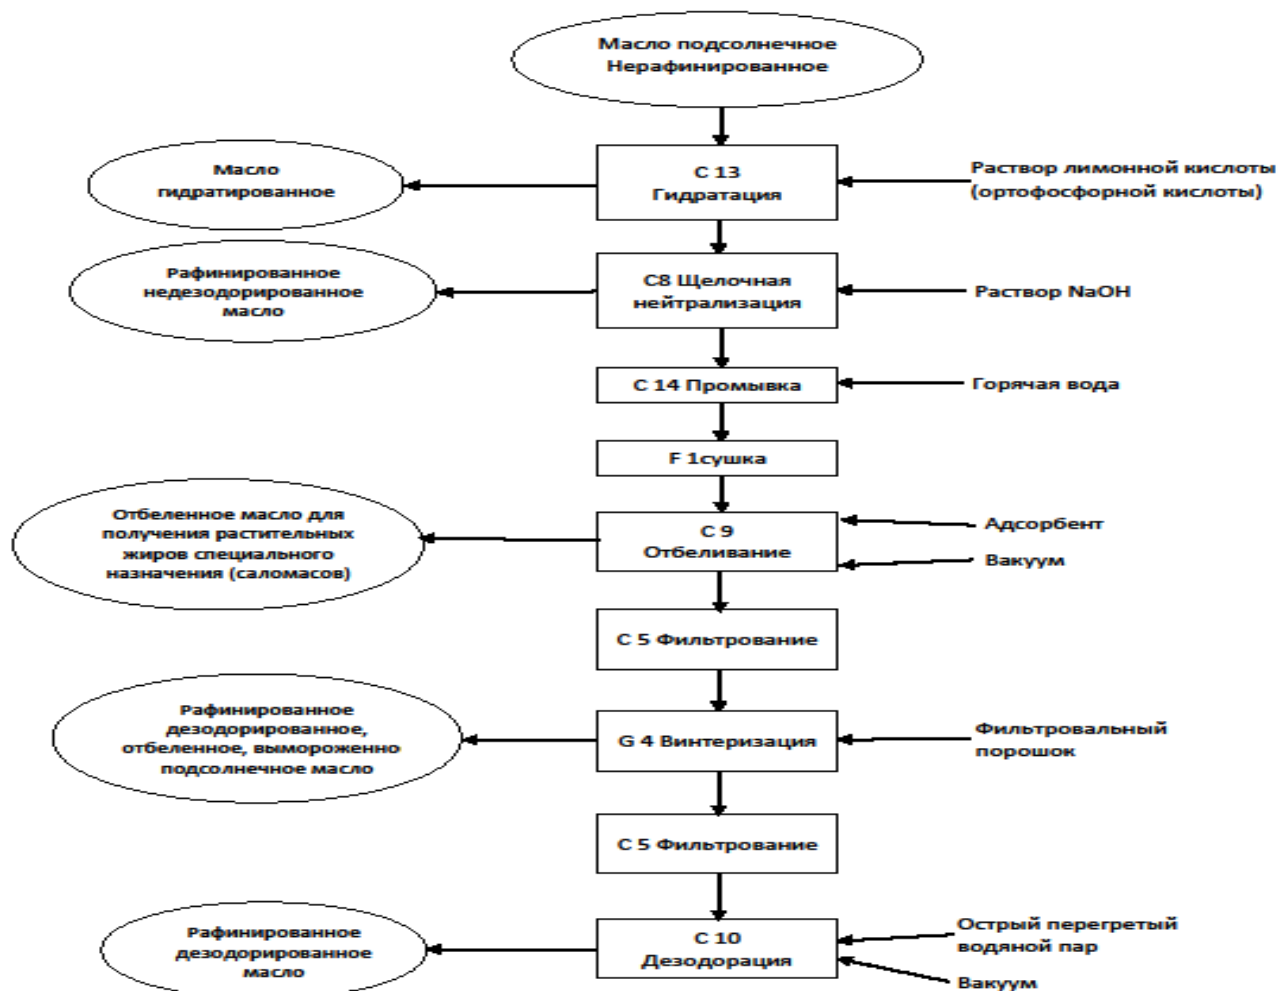 Масло подсолнечное
Нерафинированное
Масло
гидратированное
С 13
Гидратация
Раствор лимонной кислоты
(ортофосфорной кислоты)
Рафинированное
недезодорированное
масло
С8 Щелочная
нейтрализация
Раствор NaOH
С 14 Промывка
Горячая вода
F 1сушка
Отбеленное масло для
получения растительных
жиров специального
назначения (саломасов)
С 9
Отбеливание
Адсорбент
Вакуум
С 5 Фильтрование
Рафинированное
дезодорированное,
отбеленное, вымороженно
подсолнечное масло
G 4 Винтеризация
Фильтровальный
порошок
С 5 Фильтрование
Рафинированное
дезодорированное
масло
С 10
Дезодорация
Острый перегретый
водяной пар
Вакуум